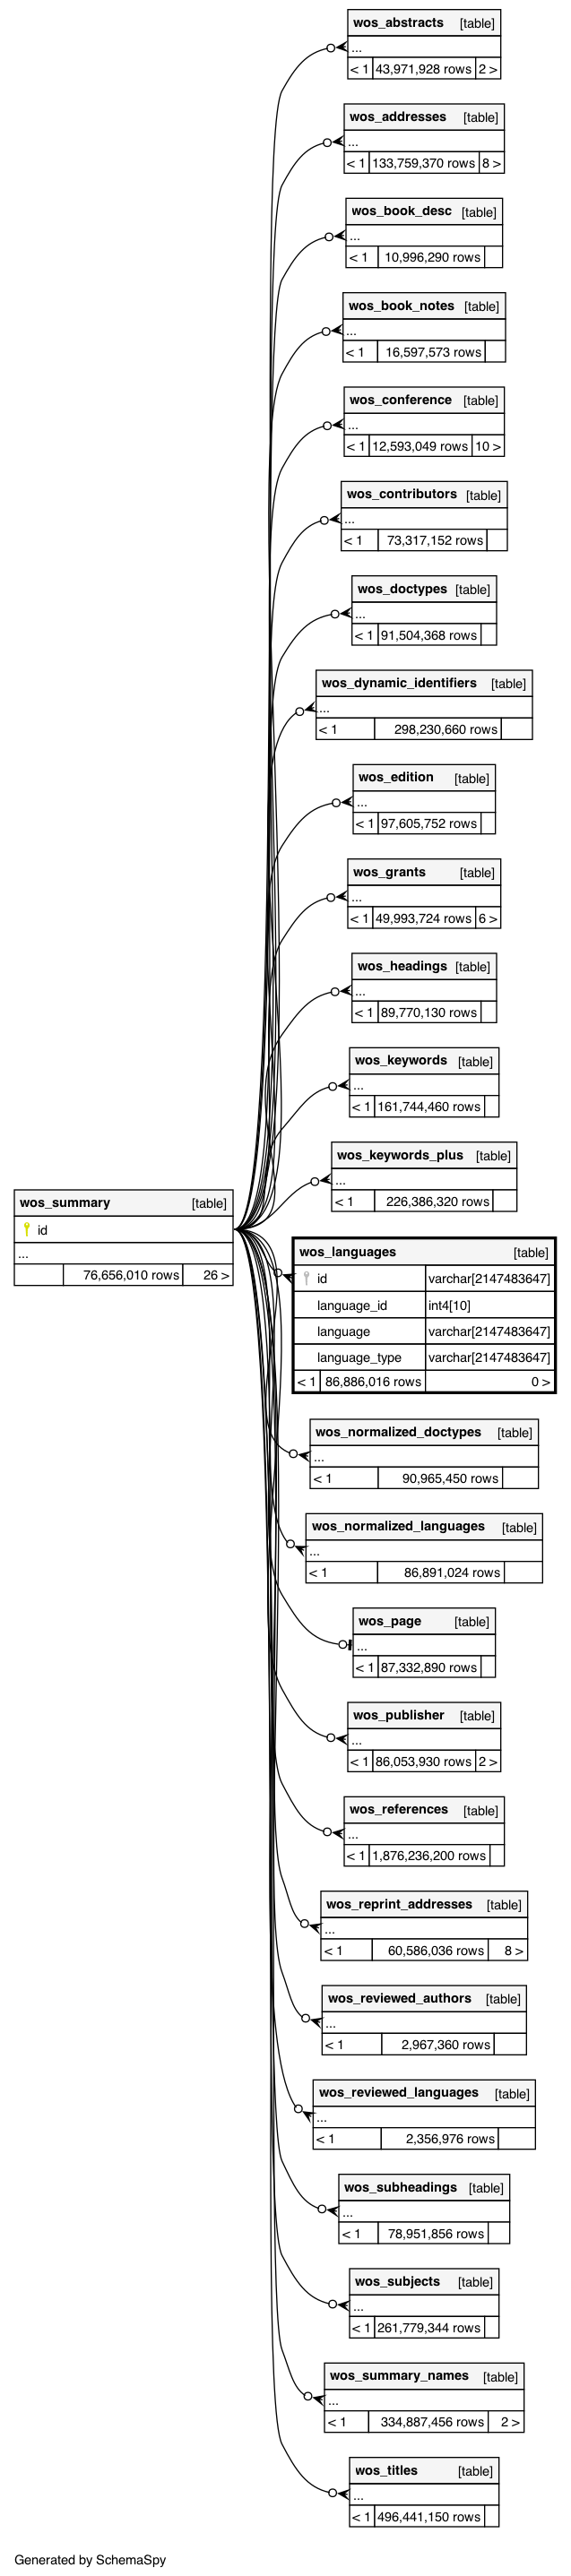 wos_abstracts [table]
...
< 1 43,971,928 rows 2 >
wos_addresses [table]
...
< 1 133,759,370 rows 8 >
wos_book_desc [table]
...
< 1 10,996,290 rows
wos_book_notes [table]
...
< 1 16,597,573 rows
wos_conference [table]
...
< 1 12,593,049 rows 10 >
wos_contributors [table]
...
< 1 73,317,152 rows
wos_doctypes [table]
...
< 1 91,504,368 rows
wos_dynamic_identifiers [table]
...
< 1 298,230,660 rows
wos_edition [table]
...
< 1 97,605,752 rows
wos_grants [table]
...
< 1 49,993,724 rows 6 >
wos_headings [table]
...
< 1 89,770,130 rows
wos_keywords [table]
...
< 1 161,744,460 rows
wos_keywords_plus [table]
...
< 1 226,386,320 rows
wos_summary [table]
id
...
76,656,010 rows 26 >
wos_languages [table]
id varchar[2147483647]
language_id int4[10]
language varchar[2147483647]
language_type varchar[2147483647]
< 1 86,886,016 rows 0 >
wos_normalized_doctypes [table]
...
< 1 90,965,450 rows
wos_normalized_languages [table]
...
< 1 86,891,024 rows
wos_page [table]
...
< 1 87,332,890 rows
wos_publisher [table]
...
< 1 86,053,930 rows 2 >
wos_references [table]
...
< 1 1,876,236,200 rows
wos_reprint_addresses [table]
...
< 1 60,586,036 rows 8 >
wos_reviewed_authors [table]
...
< 1 2,967,360 rows
wos_reviewed_languages [table]
...
< 1 2,356,976 rows
wos_subheadings [table]
...
< 1 78,951,856 rows
wos_subjects [table]
...
< 1 261,779,344 rows
wos_summary_names [table]
...
< 1 334,887,456 rows 2 >
wos_titles [table]
...
< 1 496,441,150 rows
Generated by SchemaSpy